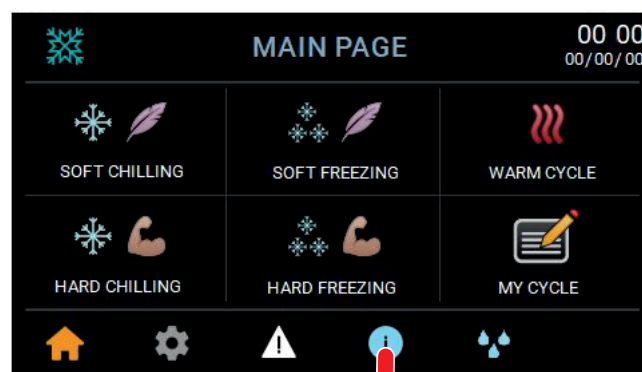 MAIN PAGE
00 00
00/00/00
SOFT CHILLING
SOFT FREEZING
WARM CYCLE
HARD CHILLING
HARD FREEZING
MY CYCLE